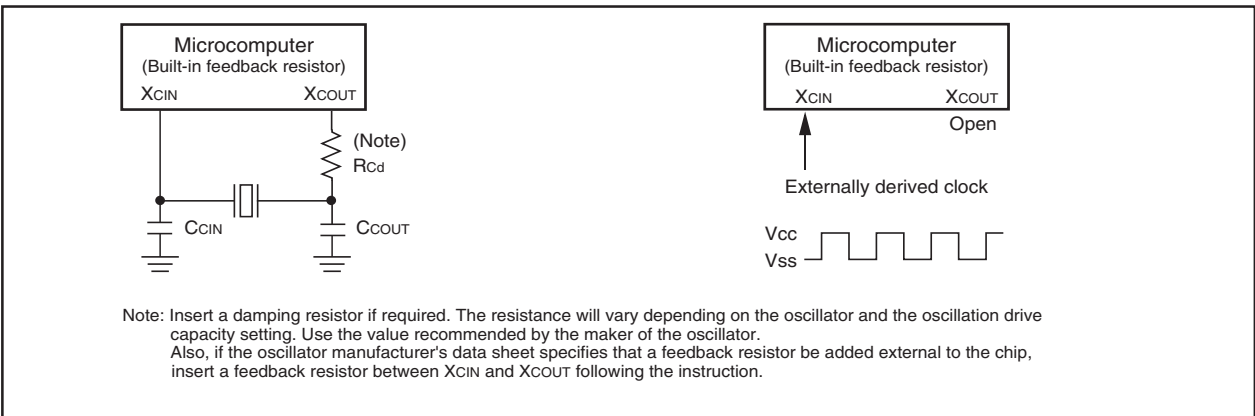 Microcomputer
(Built-in feedback resistor)
XCIN XCOUT
(Note)
RCd
CCIN CCOUT
Microcomputer
(Built-in feedback resistor)
XCIN XCOUT
Open
Externally derived clock
Vcc
Vss
Note: Insert a damping resistor if required. The resistance will vary depending on the oscillator and the oscillation drive
capacity setting. Use the value recommended by the maker of the oscillator.
Also, if the oscillator manufacturer's data sheet specifies that a feedback resistor be added external to the chip,
insert a feedback resistor between XCIN and XCOUT following the instruction.